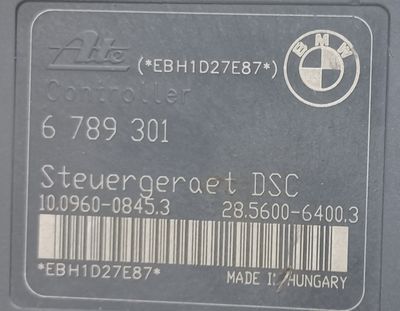 Ate (*EBH1D27E87*) BMW
Controller
6 789 301
Steuergeraet DSC
10.0960-0845.3 28.5600-6400.3
*EBH1D27E87* MADE IN HUNGARY